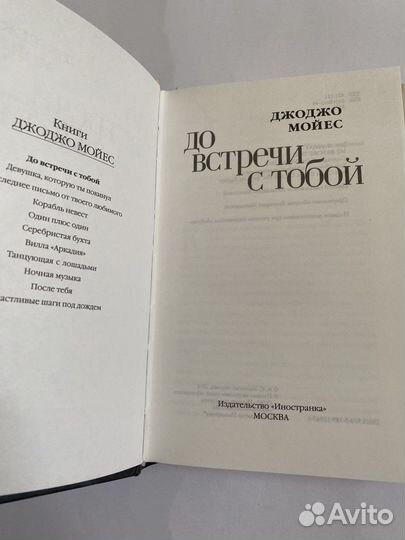 Книги
ДЖОДЖО МОЙЕС
До встречи с тобой
Девушка, которую ты покинул
следнее письмо от твоего любимого
Корабль невест
Один плюс один
Серебристая бухта
Вилла «Аркадия»
Танцующая с лошадьми
Ночная музыка
После тебя
астливые шаги под дождем
ДЖОДЖО
МОЙЕС
ДО
ВСТРЕЧИ
С ТОБОЙ
Издательство «Иностранка»
МОСКВА
Avito